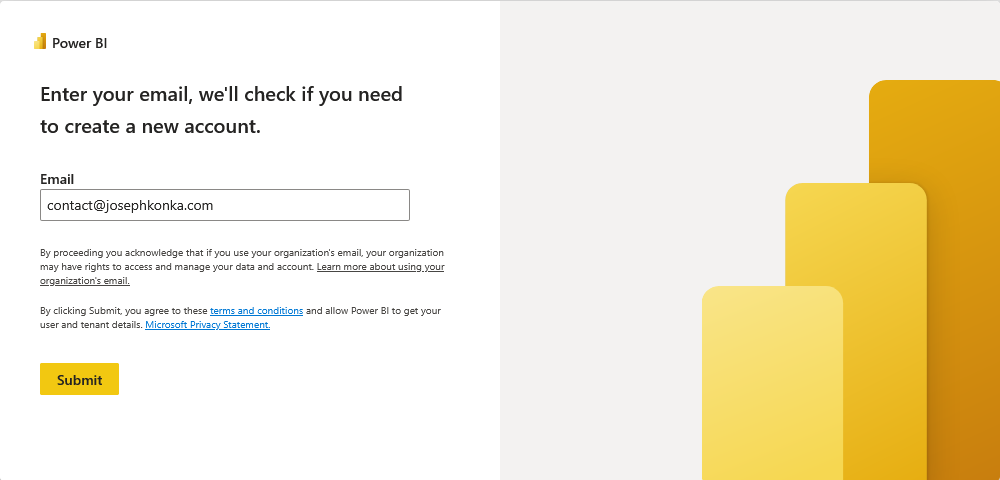 Power BI
Enter your email, we'll check if you need
to create a new account.
Email
contact@josephkonka.com
By proceeding you acknowledge that if you use your organization's email, your organization
may have rights to access and manage your data and account. Learn more about using your
organization's email.
By clicking Submit, you agree to these terms and conditions and allow Power BI to get your
user and tenant details. Microsoft Privacy Statement.
Submit